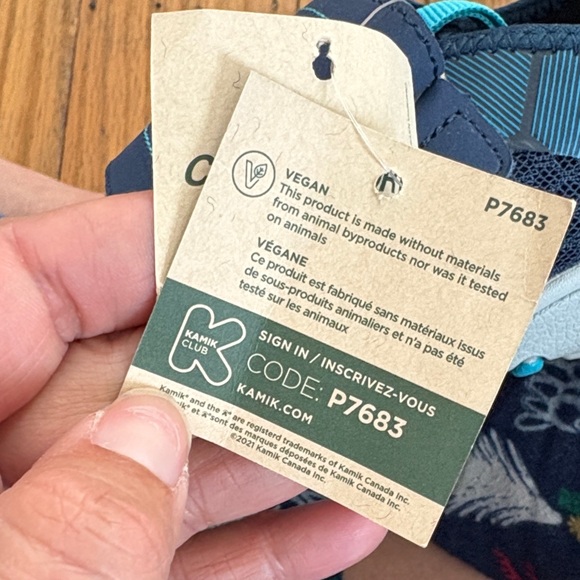 VEGAN
This product is made without materials
from animal byproducts nor was it tested
on animals
P7683
VÉGANE
Ce produit est fabriqué sans matériaux issus
de sous-produits animaliers et n'a pas été
testé sur les animaux
KAMIK
CLUB
SIGN IN / INSCRIVEZ-VOUS
CODE: P7683
KAMIK.COM
Kamik® and the K® are registerd trademarks of Kamik Canada Inc.
et K® sont des marques déposées de Kamik Canada Inc.
©2021 Kamik Canada Inc.